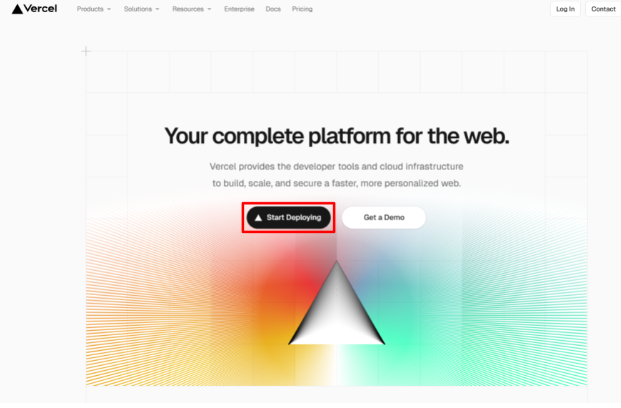 Vercel
Products Solutions Resources Enterprise Docs Pricing
Log In Contact
Your complete platform for the web.
Vercel provides the developer tools and cloud infrastructure
to build, scale, and secure a faster, more personalized web.
Start Deploying Get a Demo